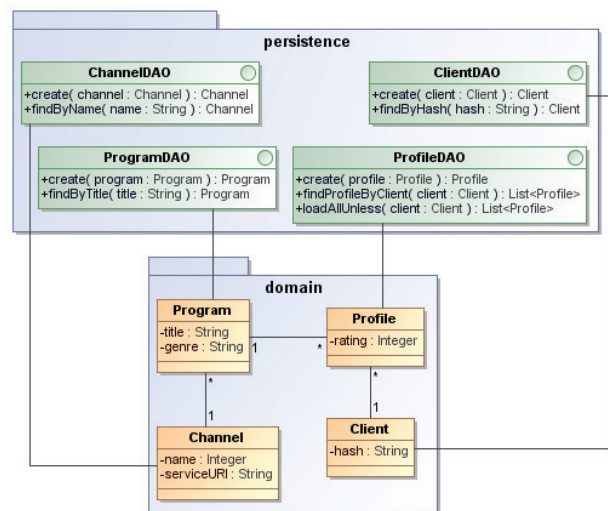 persistence
ChannelDAO
+create( channel : Channel ) : Channel
+findByName( name : String ) : Channel
ClientDAO
+create( client : Client ) : Client
+findByHash( hash : String ) : Client
ProgramDAO
+create( program : Program ) : Program
+findByTitle( title : String ) : Program
ProfileDAO
+create( profile : Profile ) : Profile
+findProfileByClient( client : Client ) : List<Profile>
+loadAllUnless( client : Client ) : List<Profile>
domain
Program
-title : String
-genre : String
1
*
Profile
-rating : Integer
*
1
*
1
Channel
-name : Integer
-serviceURI : String
Client
-hash : String